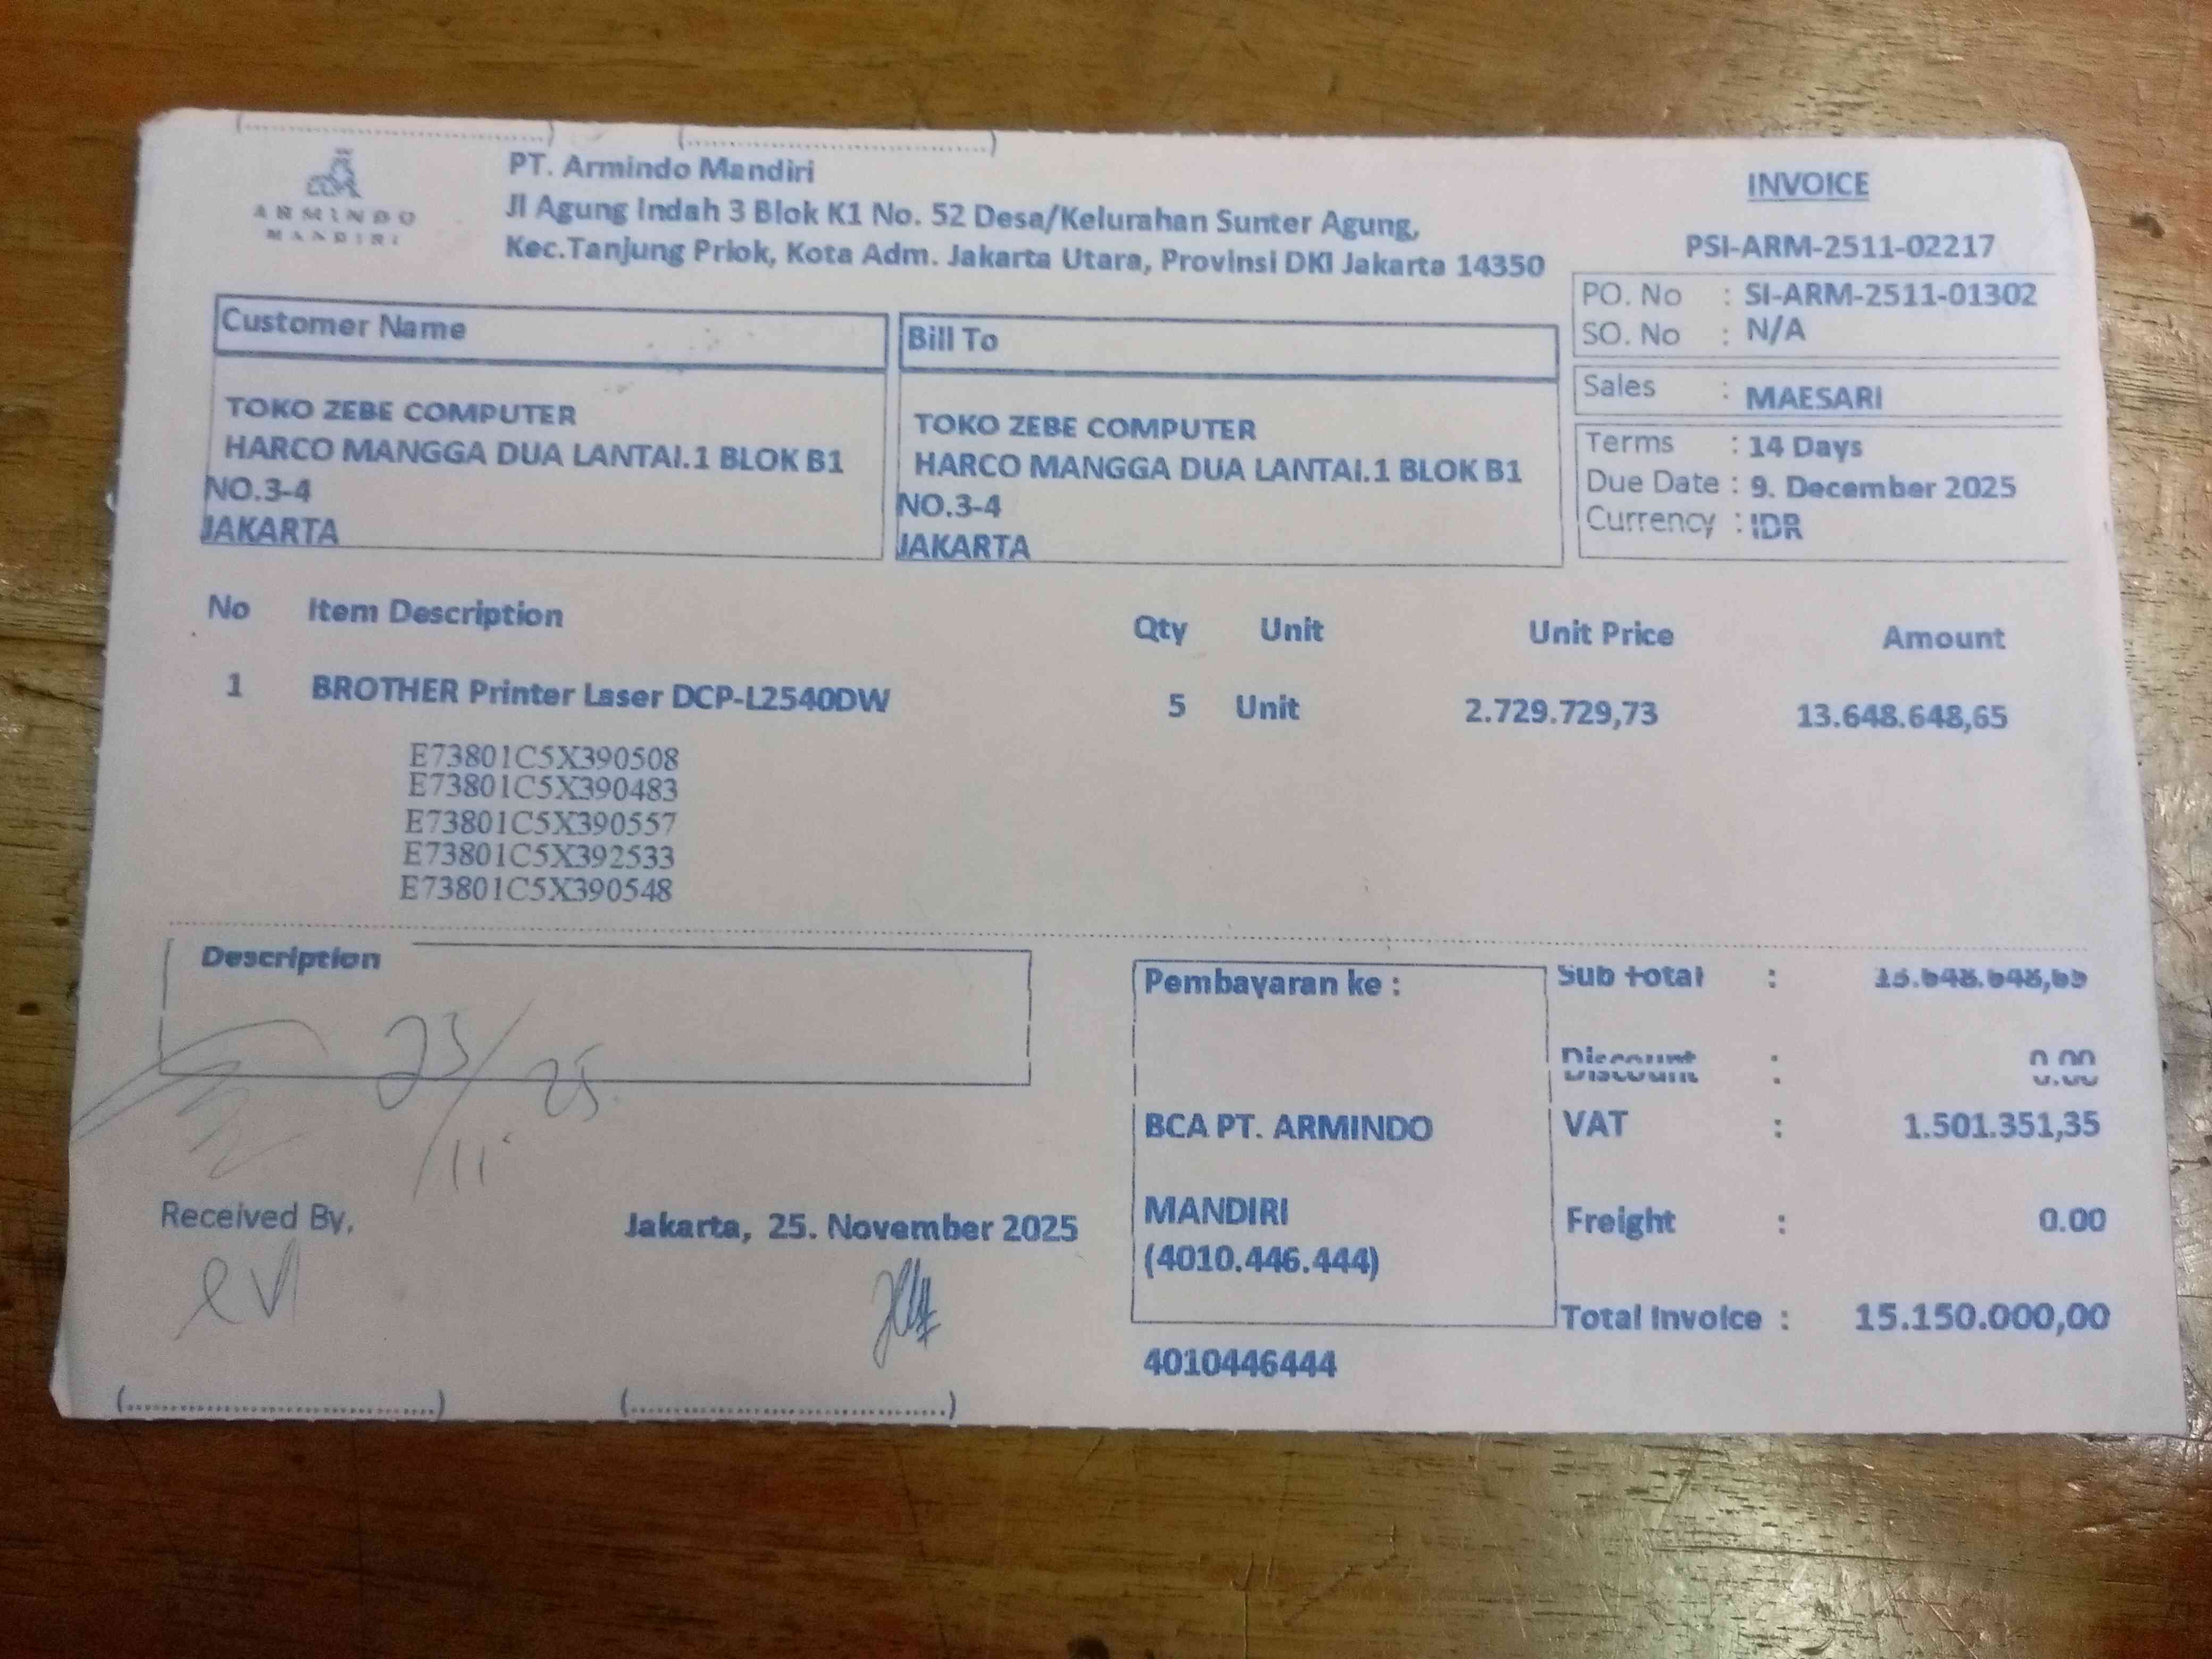 ARMINDO
MANDIRI
PT. Armindo Mandiri
Jl Agung Indah 3 Blok K1 No. 52 Desa/Kelurahan Sunter Agung,
Kec.Tanjung Priok, Kota Adm. Jakarta Utara, Provinsi DKI Jakarta 14350
INVOICE
PSI-ARM-2511-02217
PO. No : SI-ARM-2511-01302
SO. No : N/A
Sales : MAESARI
Terms : 14 Days
Due Date : 9. December 2025
Currency : IDR
Customer Name
TOKO ZEBE COMPUTER
HARCO MANGGA DUA LANTAI.1 BLOK B1
NO.3-4
JAKARTA
Bill To
TOKO ZEBE COMPUTER
HARCO MANGGA DUA LANTAI.1 BLOK B1
NO.3-4
JAKARTA
No Item Description Qty Unit Unit Price Amount
1 BROTHER Printer Laser DCP-L2540DW 5 Unit 2.729.729,73 13.648.648,65
E73801C5X390508
E73801C5X390483
E73801C5X390557
E73801C5X392533
E73801C5X390548
Description
23/11 25
Received By,
evi
Jakarta, 25. November 2025
Pembayaran ke :
BCA PT. ARMINDO
MANDIRI
(4010.446.444)
4010446444
Sub total : 13.648.648,65
Discount : 0.00
VAT : 1.501.351,35
Freight : 0.00
Total Invoice : 15.150.000,00